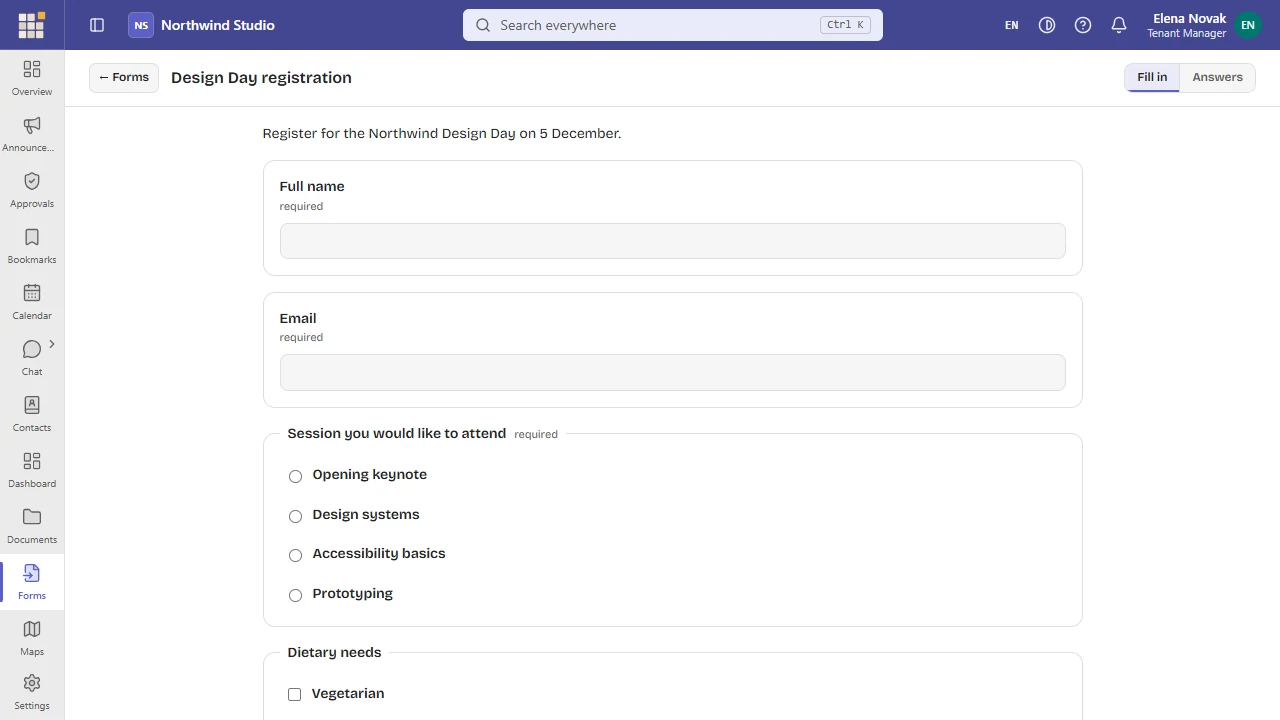 NS Northwind Studio
Search everywhere Ctrl K
EN
Elena Novak
Tenant Manager
EN
Overview
Announce...
Approvals
Bookmarks
Calendar
Chat
Contacts
Dashboard
Documents
Forms
Maps
Settings
← Forms
Design Day registration
Fill in
Answers
Register for the Northwind Design Day on 5 December.
Full name
required
Email
required
Session you would like to attend required
Opening keynote
Design systems
Accessibility basics
Prototyping
Dietary needs
Vegetarian